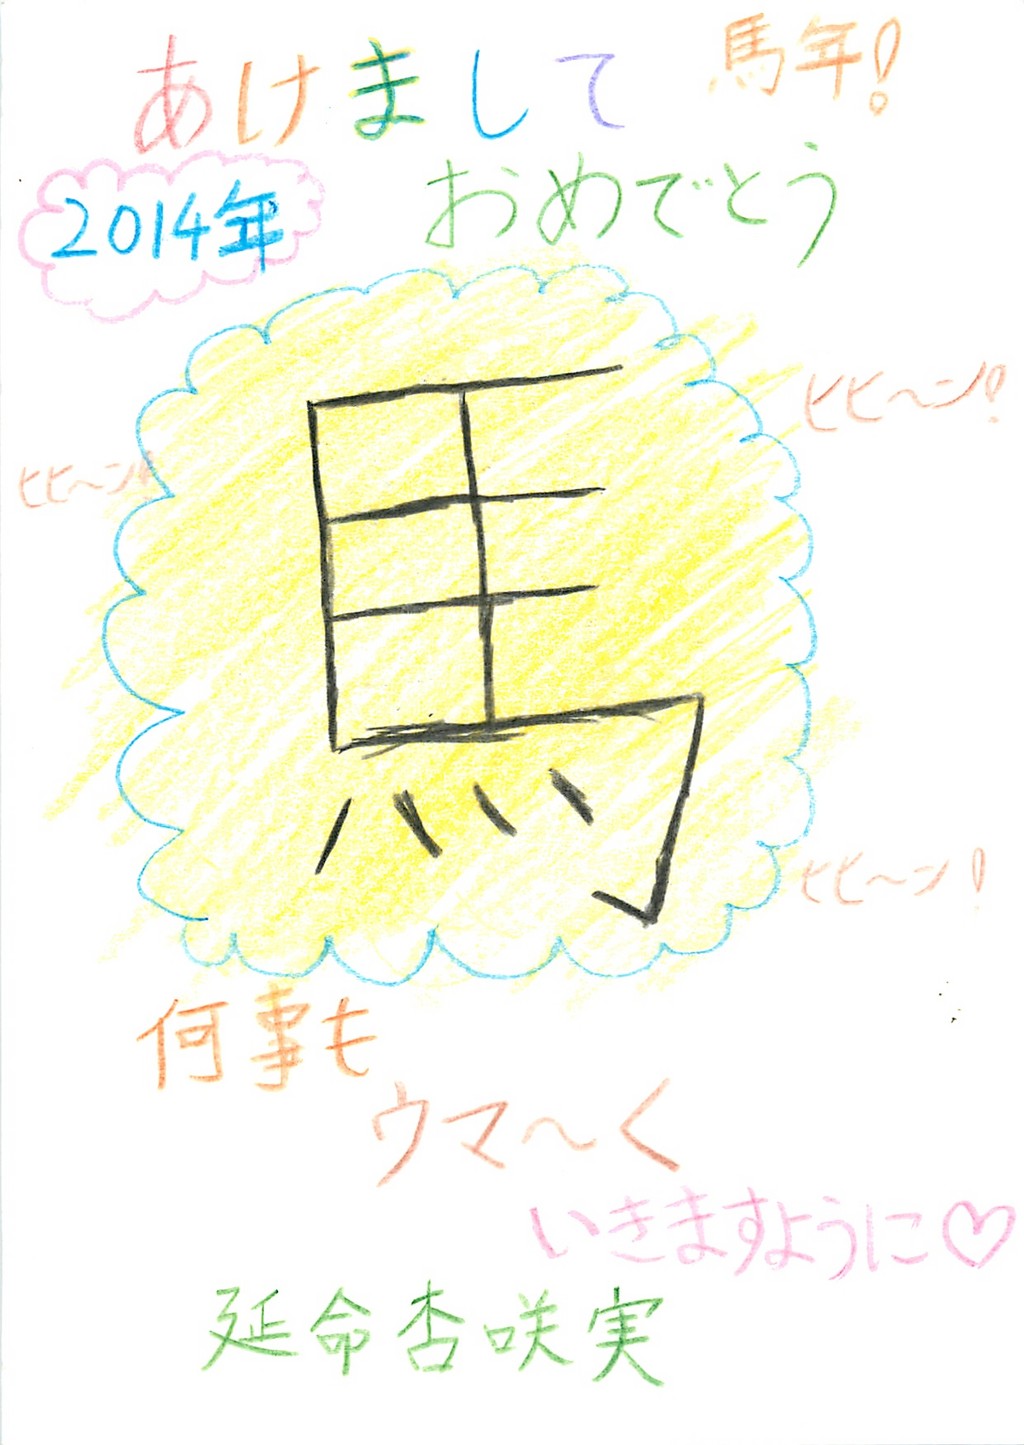 馬年!
あけまして
おめでとう
2014年
馬
ヒヒ〜ン!
ヒヒ〜ン!
ヒヒ〜ン!
何事も
ウマ〜く
いきますように♡
延命杏咲実